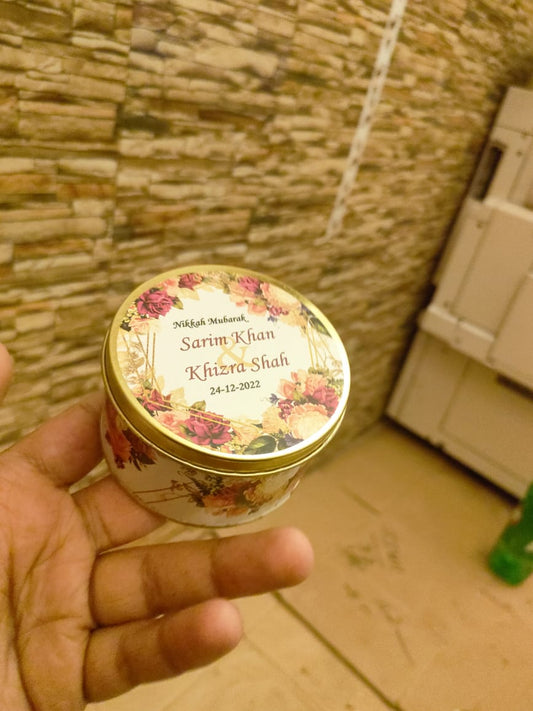 Nikkah Mubarak
Sarim Khan
&
Khizra Shah
24-12-2022